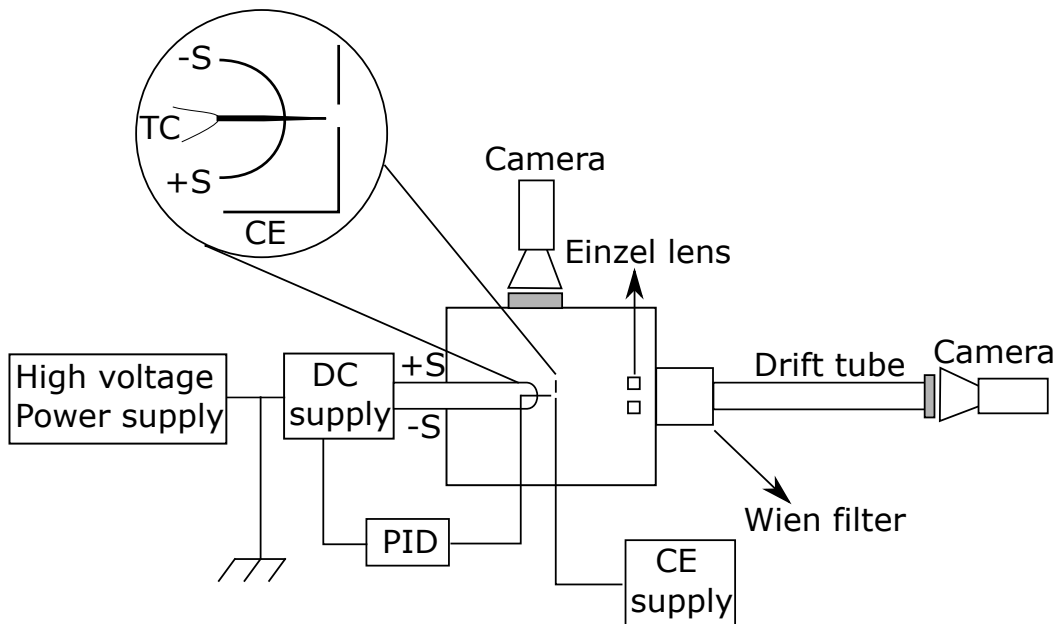 -S
TC
+S
CE
Camera
Einzel lens
High voltage
Power supply
DC
supply
+S
-S
Drift tube
Camera
Wien filter
PID
CE
supply